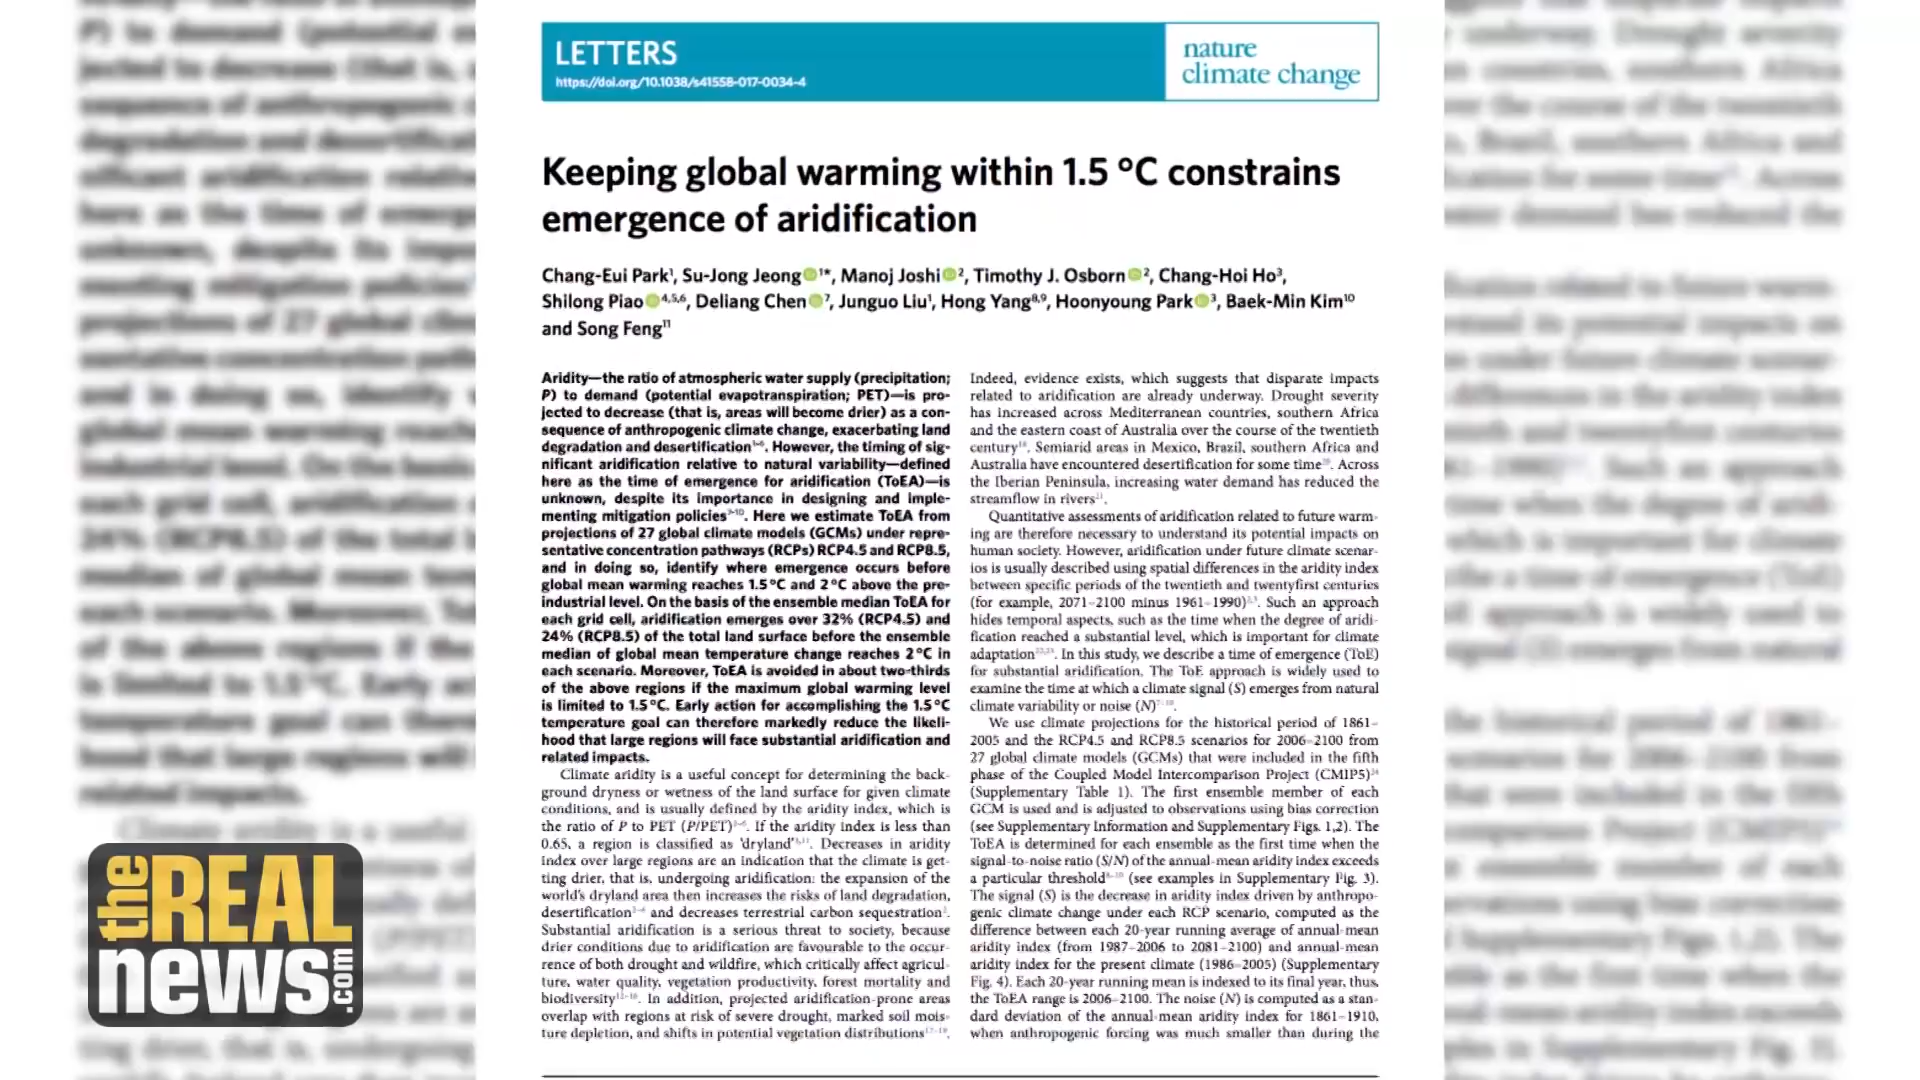 LETTERS
https://doi.org/10.1038/s41558-017-0034-4
nature
climate change
Keeping global warming within 1.5 °C constrains
emergence of aridification
Chang-Eui Park¹, Su-Jong Jeong¹*, Manoj Joshi², Timothy J. Osborn², Chang-Hoi Ho³,
Shilong Piao⁴,⁵,⁶, Deliang Chen⁷, Junguo Liu¹, Hong Yang⁸,⁹, Hoonyoung Park³, Baek-Min Kim¹⁰
and Song Feng¹¹
Aridity—the ratio of atmospheric water supply (precipitation;
P) to demand (potential evapotranspiration; PET)—is pro-
jected to decrease (that is, areas will become drier) as a con-
sequence of anthropogenic climate change, exacerbating land
degradation and desertification. However, the timing of sig-
nificant aridification relative to natural variability—defined
here as the time of emergence for aridification (ToEA)—is
unknown, despite its importance in designing and imple-
menting mitigation policies. Here we estimate ToEA from
projections of 27 global climate models (GCMs) under repre-
sentative concentration pathways (RCPs) RCP4.5 and RCP8.5,
and in doing so, identify where emergence occurs before
global mean warming reaches 1.5 °C and 2 °C above the pre-
industrial level. On the basis of the ensemble median ToEA for
each grid cell, aridification emerges over 32% (RCP4.5) and
24% (RCP8.5) of the total land surface before the ensemble
median of global mean temperature change reaches 2 °C in
each scenario. Moreover, ToEA is avoided in about two-thirds
of the above regions if the maximum global warming level
is limited to 1.5 °C. Early action for accomplishing the 1.5 °C
temperature goal can therefore markedly reduce the likeli-
hood that large regions will face substantial aridification and
related impacts.
Climate aridity is a useful concept for determining the back-
ground dryness or wetness of the land surface for given climate
conditions, and is usually defined by the aridity index, which is
the ratio of P to PET (P/PET). If the aridity index is less than
0.65, a region is classified as 'dryland'. Decreases in aridity
index over large regions are an indication that the climate is get-
ting drier, that is, undergoing aridification: the expansion of the
world's dryland area then increases the risks of land degradation,
desertification and decreases terrestrial carbon sequestration.
Substantial aridification is a serious threat to society, because
drier conditions due to aridification are favourable to the occur-
rence of both drought and wildfire, which critically affect agricul-
ture, water quality, vegetation productivity, forest mortality and
biodiversity. In addition, projected aridification-prone areas
overlap with regions at risk of severe drought, marked soil mois-
ture depletion, and shifts in potential vegetation distributions.
Indeed, evidence exists, which suggests that disparate impacts
related to aridification are already underway. Drought severity
has increased across Mediterranean countries, southern Africa
and the eastern coast of Australia over the course of the twentieth
century. Semiarid areas in Mexico, Brazil, southern Africa and
Australia have encountered desertification for some time. Across
the Iberian Peninsula, increasing water demand has reduced the
streamflow in rivers.
Quantitative assessments of aridification related to future warm-
ing are therefore necessary to understand its potential impacts on
human society. However, aridification under future climate scenar-
ios is usually described using spatial differences in the aridity index
between specific periods of the twentieth and twentyfirst centuries
(for example, 2071–2100 minus 1961–1990). Such an approach
hides temporal aspects, such as the time when the degree of aridi-
fication reached a substantial level, which is important for climate
adaptation. In this study, we describe a time of emergence (ToE)
for substantial aridification. The ToE approach is widely used to
examine the time at which a climate signal (S) emerges from natural
climate variability or noise (N).
We use climate projections for the historical period of 1861–
2005 and the RCP4.5 and RCP8.5 scenarios for 2006–2100 from
27 global climate models (GCMs) that were included in the fifth
phase of the Coupled Model Intercomparison Project (CMIP5)
(Supplementary Table 1). The first ensemble member of each
GCM is used and is adjusted to observations using bias correction
(see Supplementary Information and Supplementary Figs. 1,2). The
ToEA is determined for each ensemble as the first time when the
signal-to-noise ratio (S/N) of the annual-mean aridity index exceeds
a particular threshold (see examples in Supplementary Fig. 3).
The signal (S) is the decrease in aridity index driven by anthropo-
genic climate change under each RCP scenario, computed as the
difference between each 20-year running average of annual-mean
aridity index (from 1987–2006 to 2081–2100) and annual-mean
aridity index for the present climate (1986–2005) (Supplementary
Fig. 4). Each 20-year running mean is indexed to its final year, thus,
the ToEA range is 2006–2100. The noise (N) is computed as a stan-
dard deviation of the annual-mean aridity index for 1861–1910,
when anthropogenic forcing was much smaller than during the
the REAL
news.com